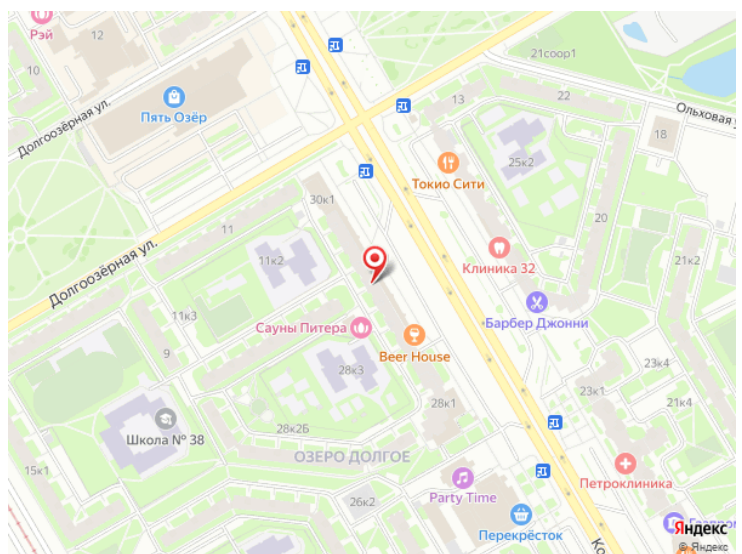 Рэй
12
10
21соор1
Долгоозёрная ул.
Пять Озёр
13
22
Ольховая у
18
Токио Сити
25к2
30к1
20
11
Долгоозёрная ул.
11к2
Клиника 32
21к2
11к3
Сауны Питера
Барбер Джонни
9
Beer House
28к3
23к4
23к1
21к4
28к1
Школа № 38
28к2Б
ОЗЕРО ДОЛГОЕ
15к1
Петроклиника
Party Time
26к2
Перекрёсток
Ко
Газпром
Яндекс
© Яндекс